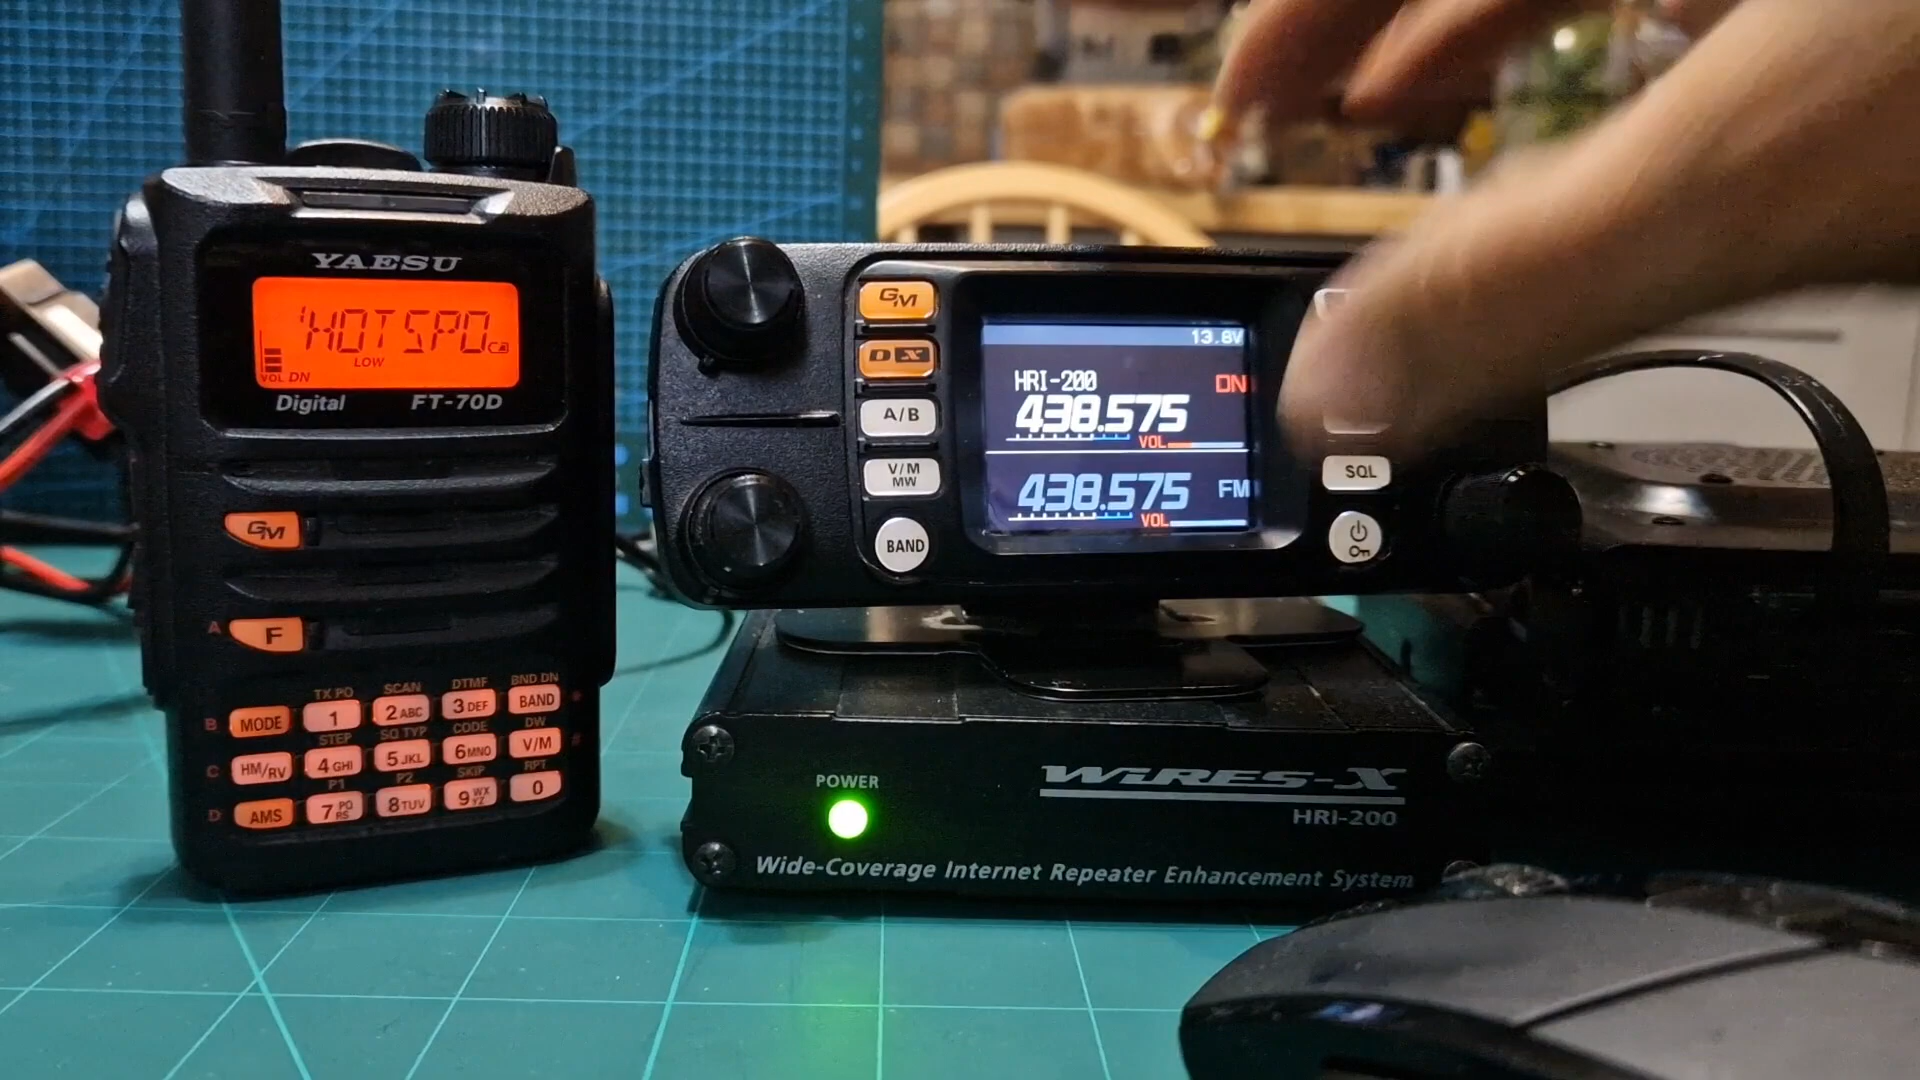 YAESU
'HOTSPO
LOW
VOL DN
Digital FT-70D
GM
A F
TX PO SCAN DTMF BND DN
B MODE 1 2 ABC 3 DEF BAND *
STEP SQ TYP CODE DW
C HM/RV 4 GHI 5 JKL 6 MNO V/M #
P1 P2 SKIP RPT
D AMS 7 PQRS 8 TUV 9 WXYZ 0
GM
DX
A/B
V/M
MW
BAND
13.8V
HRI-200 DN
438.575
VOL
438.575 FM
VOL
SQL
POWER
WiRES-X
HRI-200
Wide-Coverage Internet Repeater Enhancement System